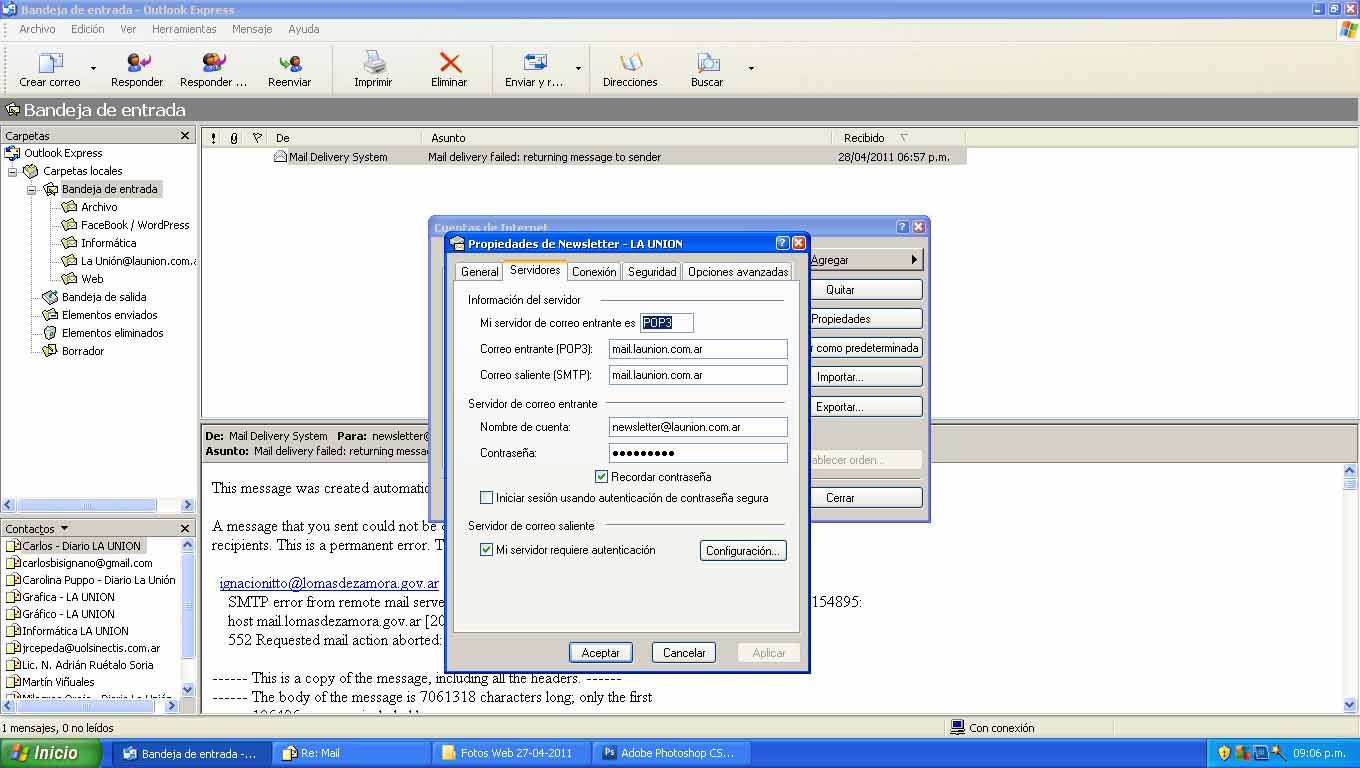 Bandeja de entrada - Outlook Express
Archivo Edición Ver Herramientas Mensaje Ayuda
Crear correo Responder Responder ... Reenviar Imprimir Eliminar Enviar y r... Direcciones Buscar
Bandeja de entrada
Carpetas
Outlook Express
Carpetas locales
Bandeja de entrada
Archivo
FaceBook / WordPress
Informática
La Unión@launion.com.a
Web
Bandeja de salida
Elementos enviados
Elementos eliminados
Borrador
De Asunto Recibido
Mail Delivery System Mail delivery failed: returning message to sender 28/04/2011 06:57 p.m.
Cuentas de Internet
Agregar
Quitar
Propiedades
r como predeterminada
Importar...
Exportar...
ablecer orden...
Cerrar
Propiedades de Newsletter - LA UNION
General Servidores Conexión Seguridad Opciones avanzadas
Información del servidor
Mi servidor de correo entrante es POP3
Correo entrante (POP3): mail.launion.com.ar
Correo saliente (SMTP): mail.launion.com.ar
Servidor de correo entrante
Nombre de cuenta: newsletter@launion.com.ar
Contraseña: ●●●●●●●●●
Recordar contraseña
Iniciar sesión usando autenticación de contraseña segura
Servidor de correo saliente
Mi servidor requiere autenticación Configuración...
Aceptar Cancelar Aplicar
De: Mail Delivery System Para: newsletter@
Asunto: Mail delivery failed: returning messa
This message was created automatic
A message that you sent could not be
recipients. This is a permanent error. T
ignacionitto@lomasdezamora.gov.ar
SMTP error from remote mail serve 154895:
host mail.lomasdezamora.gov.ar [20
552 Requested mail action aborted:
------ This is a copy of the message, including all the headers. ------
------ The body of the message is 7061318 characters long; only the first
Contactos
Carlos - Diario LA UNION
carlosbisignano@gmail.com
Carolina Puppo - Diario La Unión
Grafica - LA UNION
Gráfico - LA UNION
Informática LA UNION
jrcepeda@uolsinectis.com.ar
Lic. N. Adrián Ruétalo Soria
Martín Viñuales
1 mensajes, 0 no leídos Con conexión
Inicio Bandeja de entrada -... Re: Mail Fotos Web 27-04-2011 Adobe Photoshop CS... 09:06 p.m.